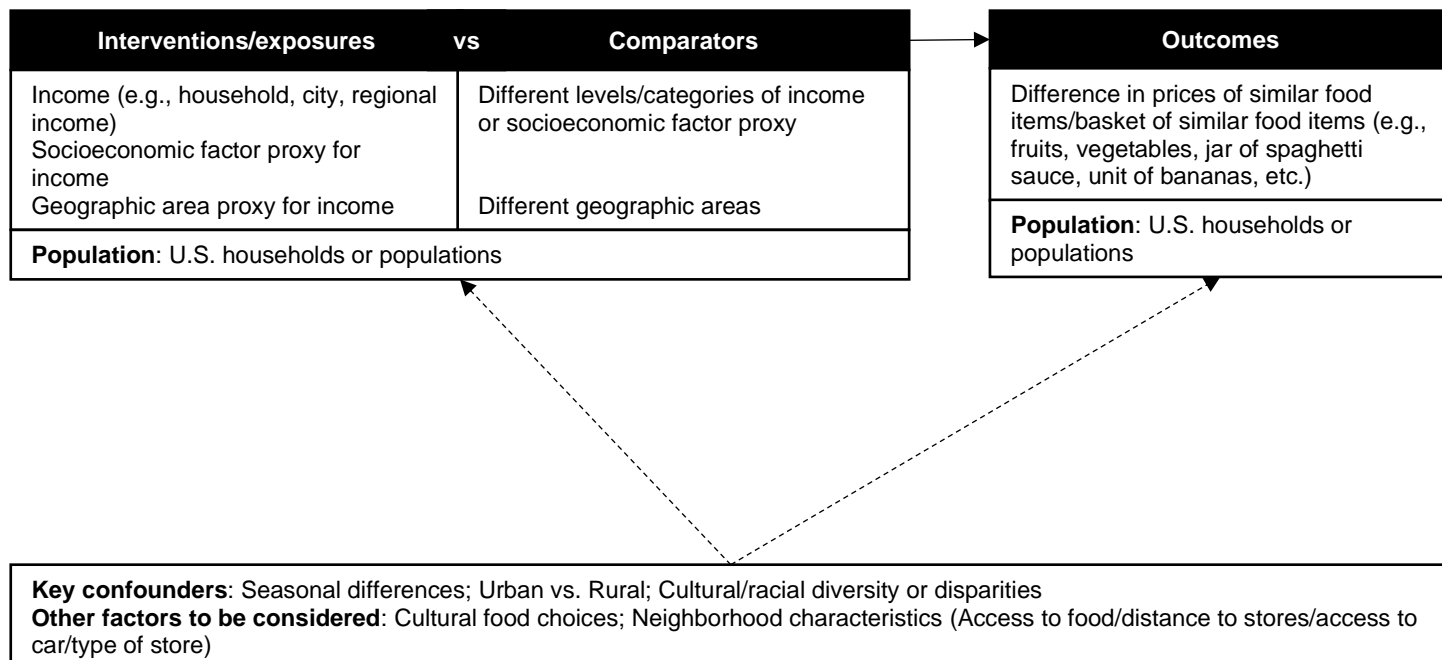 Interventions/exposures vs Comparators
Income (e.g., household, city, regional
income)
Socioeconomic factor proxy for
income
Geographic area proxy for income
Different levels/categories of income
or socioeconomic factor proxy
Different geographic areas
Population: U.S. households or populations
Outcomes
Difference in prices of similar food
items/basket of similar food items (e.g.,
fruits, vegetables, jar of spaghetti
sauce, unit of bananas, etc.)
Population: U.S. households or
populations
Key confounders: Seasonal differences; Urban vs. Rural; Cultural/racial diversity or disparities
Other factors to be considered: Cultural food choices; Neighborhood characteristics (Access to food/distance to stores/access to
car/type of store)